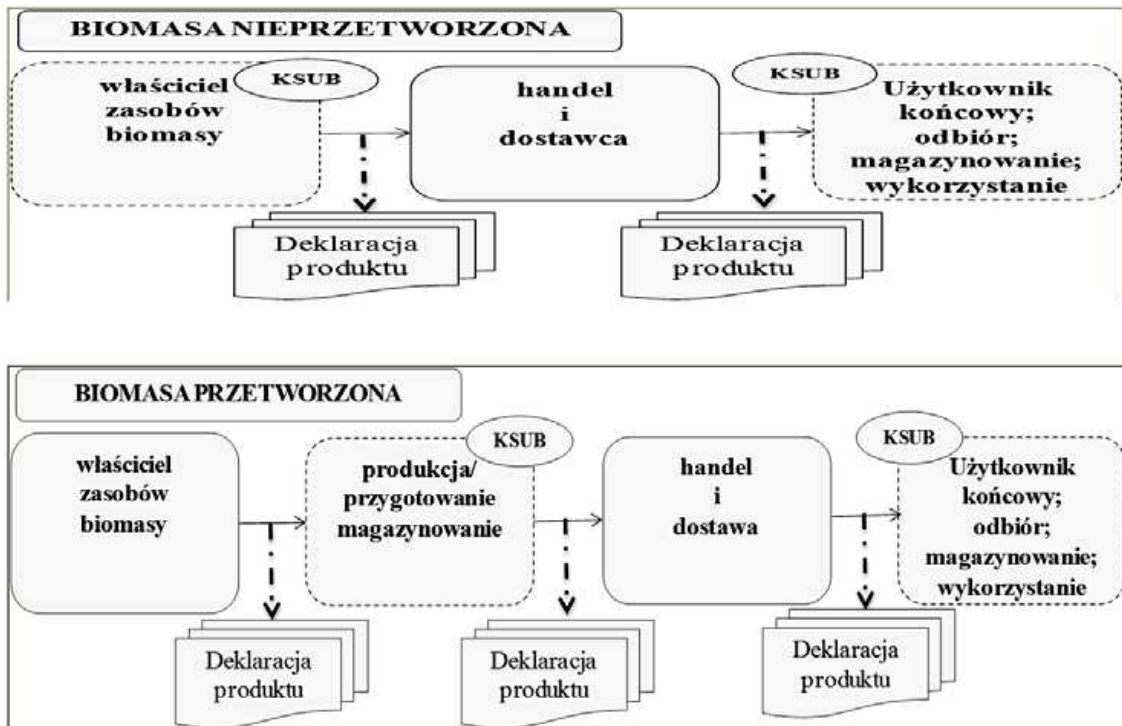 BIOMASA NIEPRZETWORZONA
właściciel
zasobów
biomasy
KSUB
handel
i
dostawca
KSUB
Użytkownik
końcowy;
odbiór;
magazynowanie;
wykorzystanie
Deklaracja
produktu
Deklaracja
produktu
BIOMASA PRZETWORZONA
właściciel
zasobów
biomasy
produkcja/
przygotowanie
magazynowanie
KSUB
handel
i
dostawa
KSUB
Użytkownik
końcowy;
odbiór;
magazynowanie;
wykorzystanie
Deklaracja
produktu
Deklaracja
produktu
Deklaracja
produktu